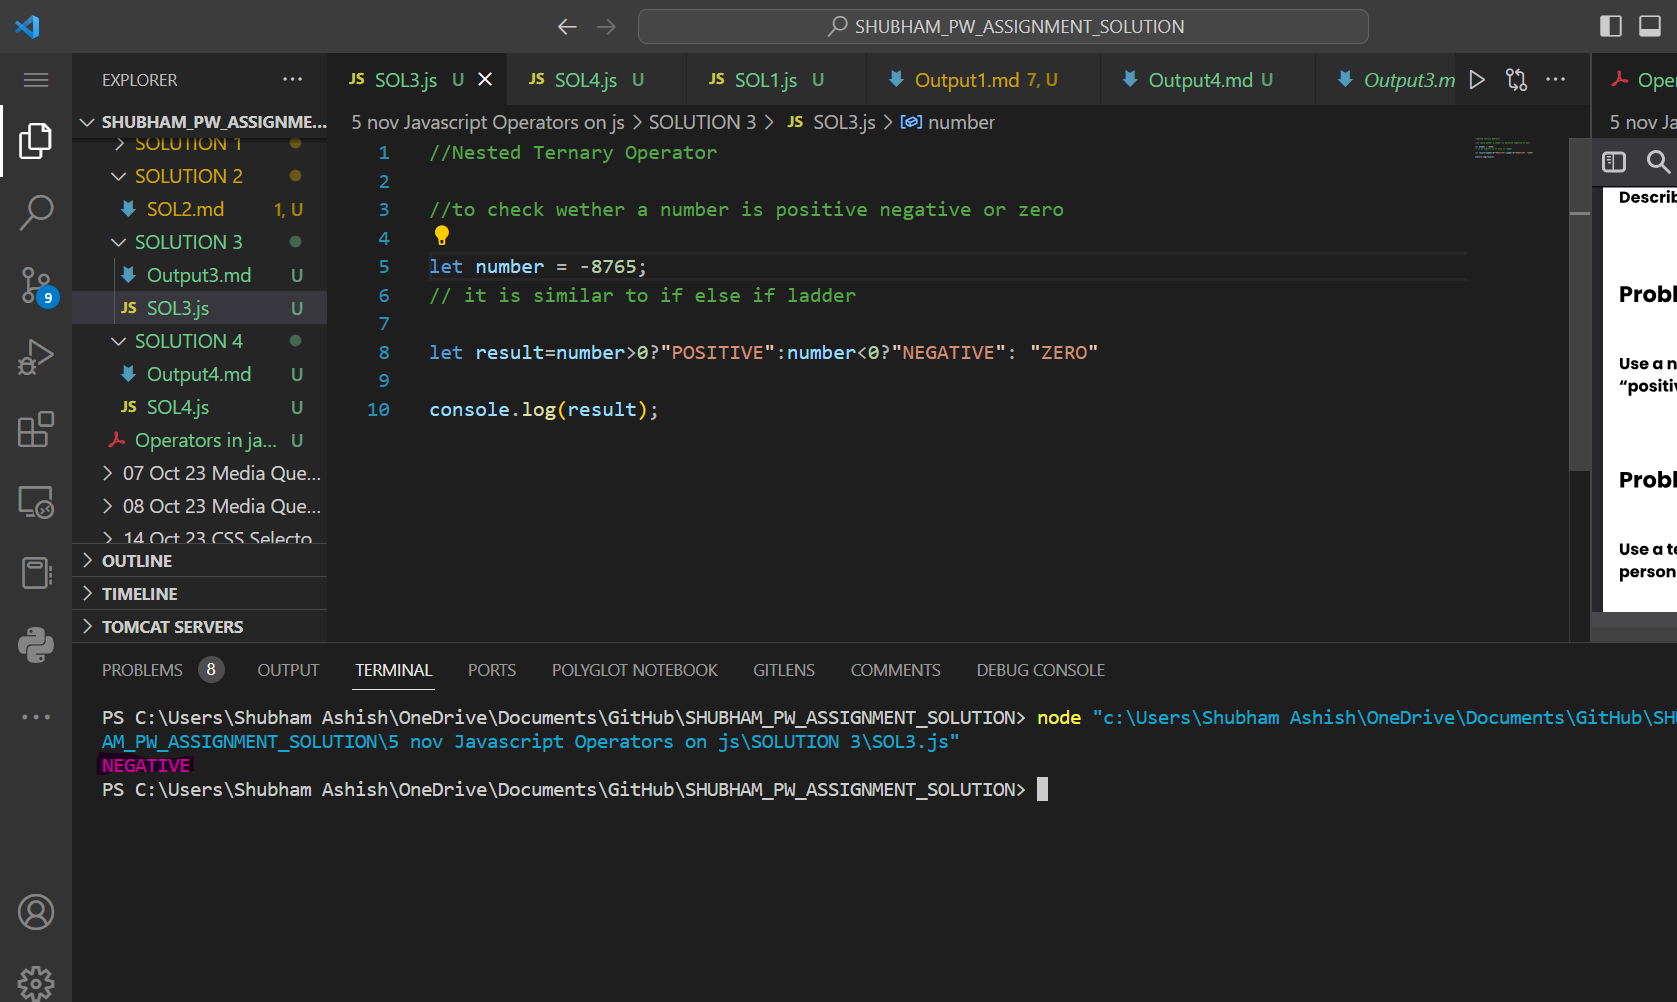 SHUBHAM_PW_ASSIGNMENT_SOLUTION
EXPLORER
SHUBHAM_PW_ASSIGNME...
SOLUTION 1
SOLUTION 2
SOL2.md 1, U
SOLUTION 3
Output3.md U
JS SOL3.js U
SOLUTION 4
Output4.md U
JS SOL4.js U
Operators in ja... U
07 Oct 23 Media Que...
08 Oct 23 Media Que...
14 Oct 23 CSS Selecto
OUTLINE
TIMELINE
TOMCAT SERVERS
9
JS SOL3.js U
JS SOL4.js U
JS SOL1.js U
Output1.md 7, U
Output4.md U
Output3.m
Oper
5 nov Javascript Operators on js > SOLUTION 3 > JS SOL3.js > number
1 //Nested Ternary Operator
2
3 //to check wether a number is positive negative or zero
4
5 let number = -8765;
6 // it is similar to if else if ladder
7
8 let result=number>0?"POSITIVE":number<0?"NEGATIVE": "ZERO"
9
10 console.log(result);
5 nov Ja
Describ
Probl
Use a n
“positiv
Probl
Use a te
person
PROBLEMS 8 OUTPUT TERMINAL PORTS POLYGLOT NOTEBOOK GITLENS COMMENTS DEBUG CONSOLE
PS C:\Users\Shubham Ashish\OneDrive\Documents\GitHub\SHUBHAM_PW_ASSIGNMENT_SOLUTION> node "c:\Users\Shubham Ashish\OneDrive\Documents\GitHub\SHU
AM_PW_ASSIGNMENT_SOLUTION\5 nov Javascript Operators on js\SOLUTION 3\SOL3.js"
NEGATIVE
PS C:\Users\Shubham Ashish\OneDrive\Documents\GitHub\SHUBHAM_PW_ASSIGNMENT_SOLUTION>